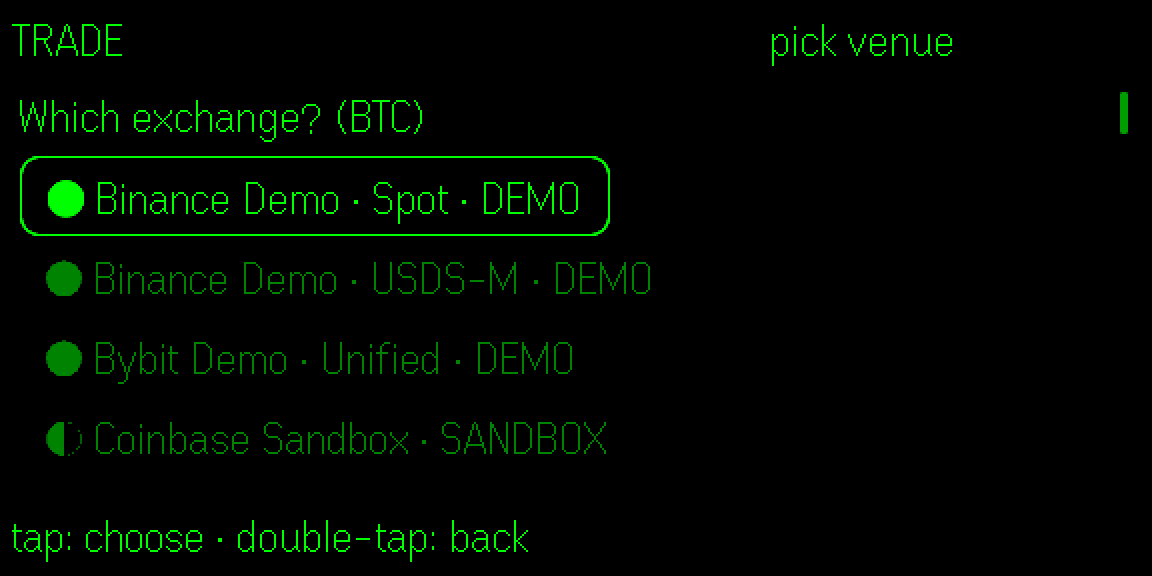 TRADE pick venue
Which exchange? (BTC)
Binance Demo · Spot · DEMO
Binance Demo · USDS-M · DEMO
Bybit Demo · Unified · DEMO
Coinbase Sandbox · SANDBOX
tap: choose · double-tap: back